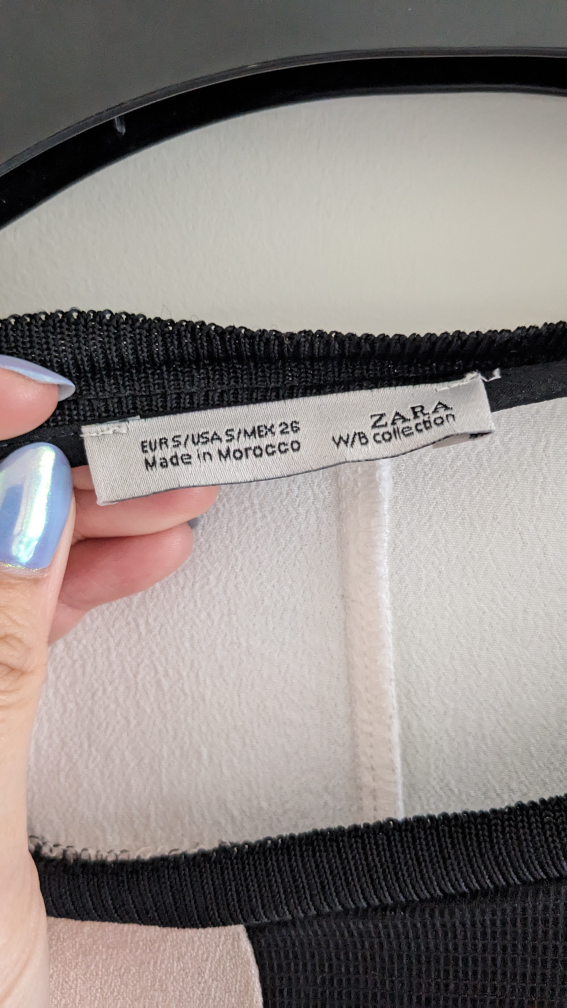 EUR S/USA S/MEX 26
Made in Morocco
ZARA
W/B collection